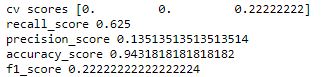 cv scores [0.         0.         0.22222222]
recall_score 0.625
precision_score 0.13513513513513514
accuracy_score 0.9431818181818182
f1_score 0.22222222222222224